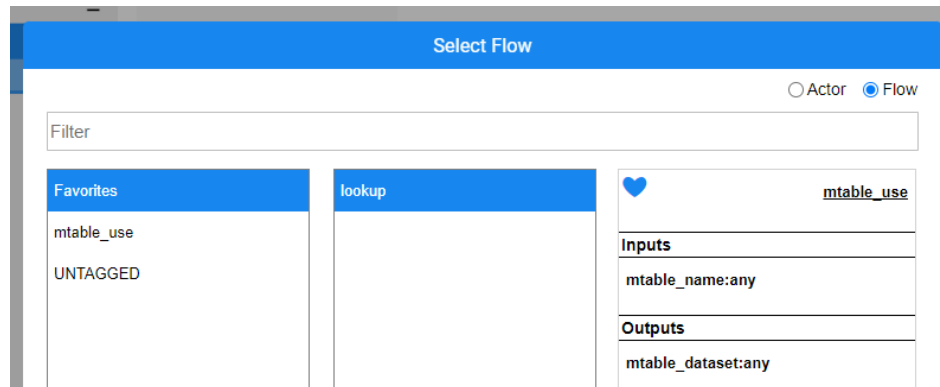 Select Flow
Actor Flow
Filter
Favorites
mtable_use
UNTAGGED
lookup
mtable_use
Inputs
mtable_name:any
Outputs
mtable_dataset:any